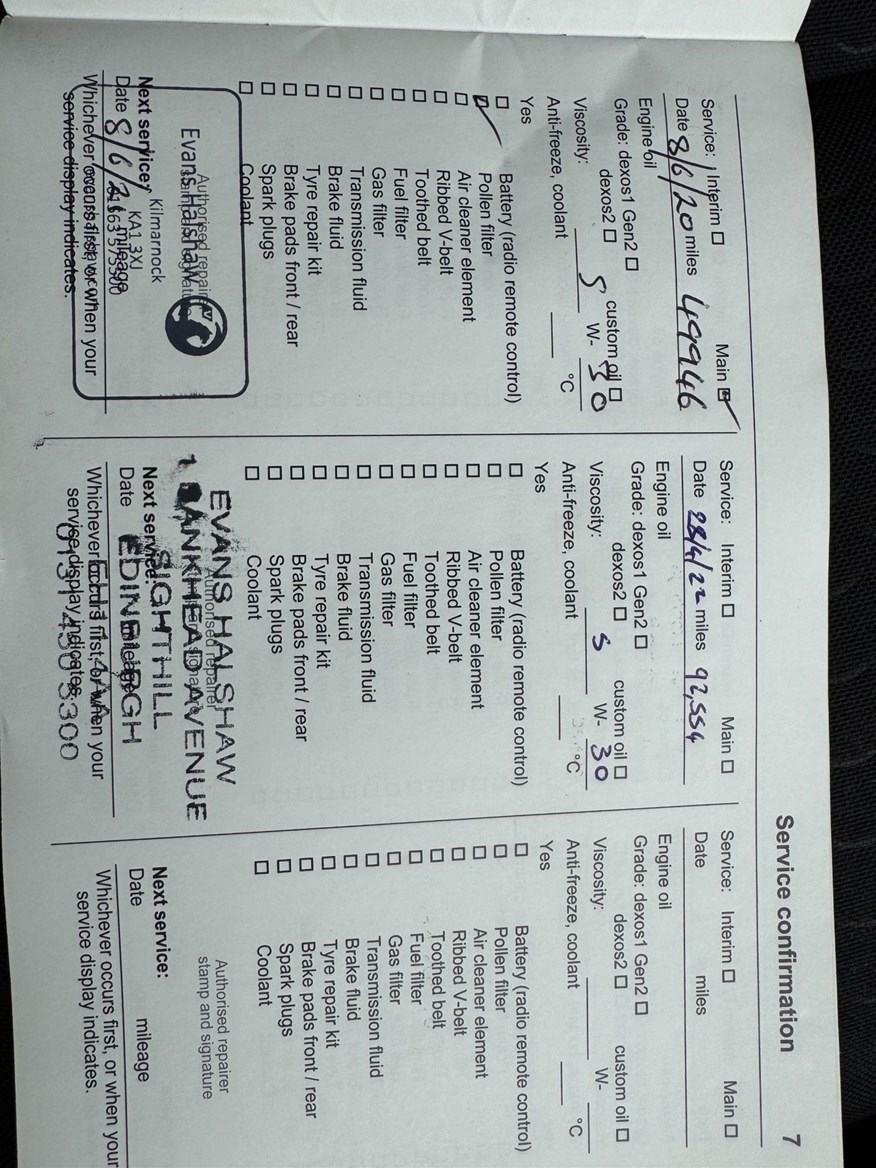 Service confirmation 7
Service: Interim ☐ Main ☑
Date 8/6/20 miles 49946
Engine oil
Grade: dexos1 Gen2 ☐
dexos2 ☐ custom oil ☐
Viscosity: 5 W- 30
Anti-freeze, coolant °C
Yes
☐ Battery (radio remote control)
☑ Pollen filter
☐ Air cleaner element
☐ Ribbed V-belt
☐ Toothed belt
☐ Fuel filter
☐ Gas filter
☐ Transmission fluid
☐ Brake fluid
☐ Tyre repair kit
☐ Brake pads front / rear
☐ Spark plugs
☐ Coolant
Authorised repairer
Evans Halshaw
Kilmarnock
KA1 3XJ
Next service:
Date 8/6/21 mileage
Whichever occurs first, or when your
service display indicates.
Service: Interim ☐ Main ☐
Date 28/4/22 miles 92,554
Engine oil
Grade: dexos1 Gen2 ☐
dexos2 ☐ custom oil ☐
Viscosity: 5 W- 30
Anti-freeze, coolant °C
Yes
☐ Battery (radio remote control)
☐ Pollen filter
☐ Air cleaner element
☐ Ribbed V-belt
☐ Toothed belt
☐ Fuel filter
☐ Gas filter
☐ Transmission fluid
☐ Brake fluid
☐ Tyre repair kit
☐ Brake pads front / rear
☐ Spark plugs
☐ Coolant
EVANS HALSHAW
Authorised repairer
1 BANKHEAD AVENUE
SIGHTHILL
Next service:
EDINBURGH
Date mileage
Whichever occurs first, or when your
service display indicates.
Service: Interim ☐ Main ☐
Date miles
Engine oil
Grade: dexos1 Gen2 ☐
dexos2 ☐ custom oil ☐
Viscosity: W-
Anti-freeze, coolant °C
Yes
☐ Battery (radio remote control)
☐ Pollen filter
☐ Air cleaner element
☐ Ribbed V-belt
☐ Toothed belt
☐ Fuel filter
☐ Gas filter
☐ Transmission fluid
☐ Brake fluid
☐ Tyre repair kit
☐ Brake pads front / rear
☐ Spark plugs
☐ Coolant
Authorised repairer
stamp and signature
Next service:
Date mileage
Whichever occurs first, or when your
service display indicates.